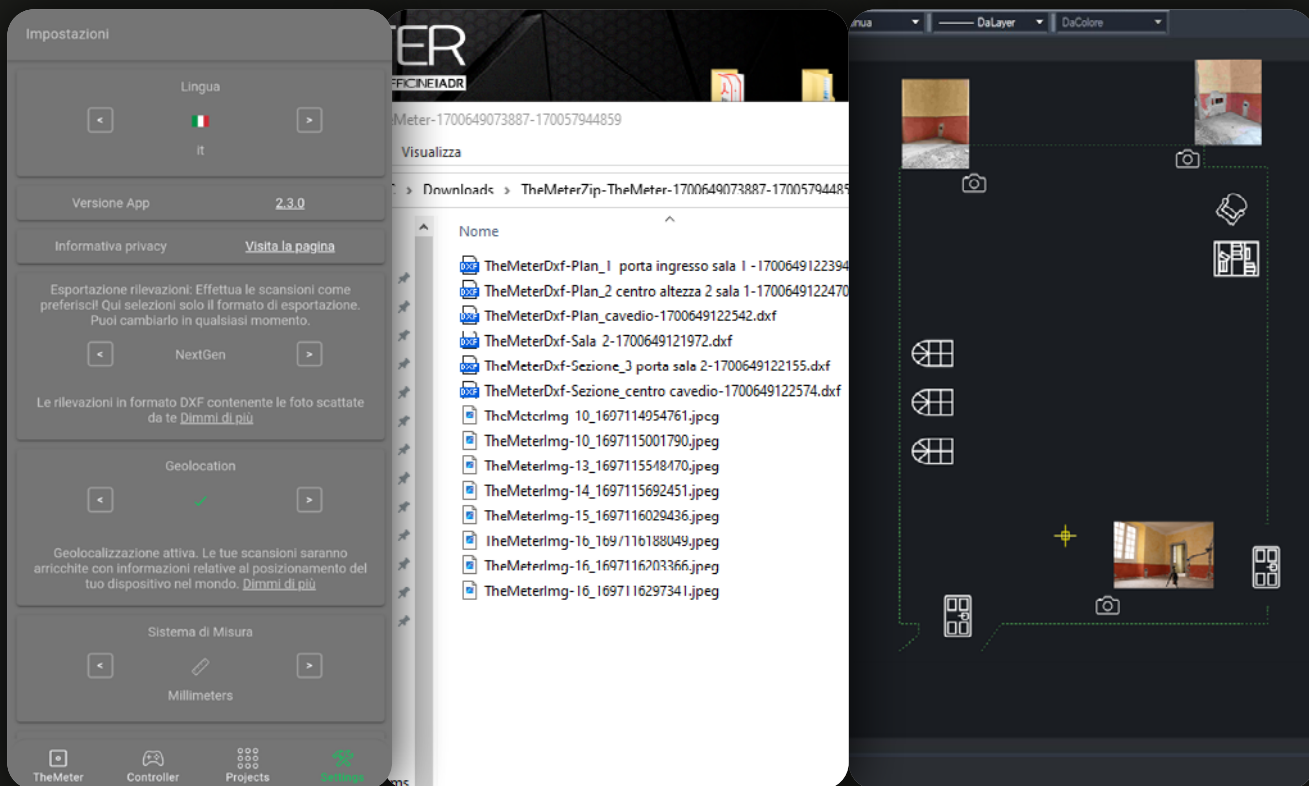 Impostazioni
Lingua
<
>
it
Versione App
2.3.0
Informativa privacy
Visita la pagina
Esportazione rilevazioni: Effettua le scansioni come
preferisci! Qui selezioni solo il formato di esportazione.
Puoi cambiarlo in qualsiasi momento.
<
NextGen
>
Le rilevazioni in formato DXF contenente le foto scattate
da te Dimmi di più
Geolocation
<
>
Geolocalizzazione attiva. Le tue scansioni saranno
arricchite con informazioni relative al posizionamento del
tuo dispositivo nel mondo. Dimmi di più
Sistema di Misura
<
>
Millimeters
TheMeter
Controller
Projects
Settings
ER
FFICINEIADR
eMeter-1700649073887-170057944859
Visualizza
> Downloads > TheMeterZip-TheMeter-1700649073887-17005794485
Nome
TheMeterDxf-Plan_1 porta ingresso sala 1 -1700649122394
TheMeterDxf-Plan_2 centro altezza 2 sala 1-1700649122470
TheMeterDxf-Plan_cavedio-1700649122542.dxf
TheMeterDxf-Sala 2-1700649121972.dxf
TheMeterDxf-Sezione_3 porta sala 2-1700649122155.dxf
TheMeterDxf-Sezione_centro cavedio-1700649122574.dxf
TheMeterImg-10_1697114954761.jpeg
TheMeterImg-10_1697115001790.jpeg
TheMeterImg-13_1697115548470.jpeg
TheMeterImg-14_1697115692451.jpeg
TheMeterImg-15_1697116029436.jpeg
TheMeterImg-16_1697116188049.jpeg
TheMeterImg-16_1697116203366.jpeg
TheMeterImg-16_1697116297341.jpeg
ms
nua
DaLayer
DaColore